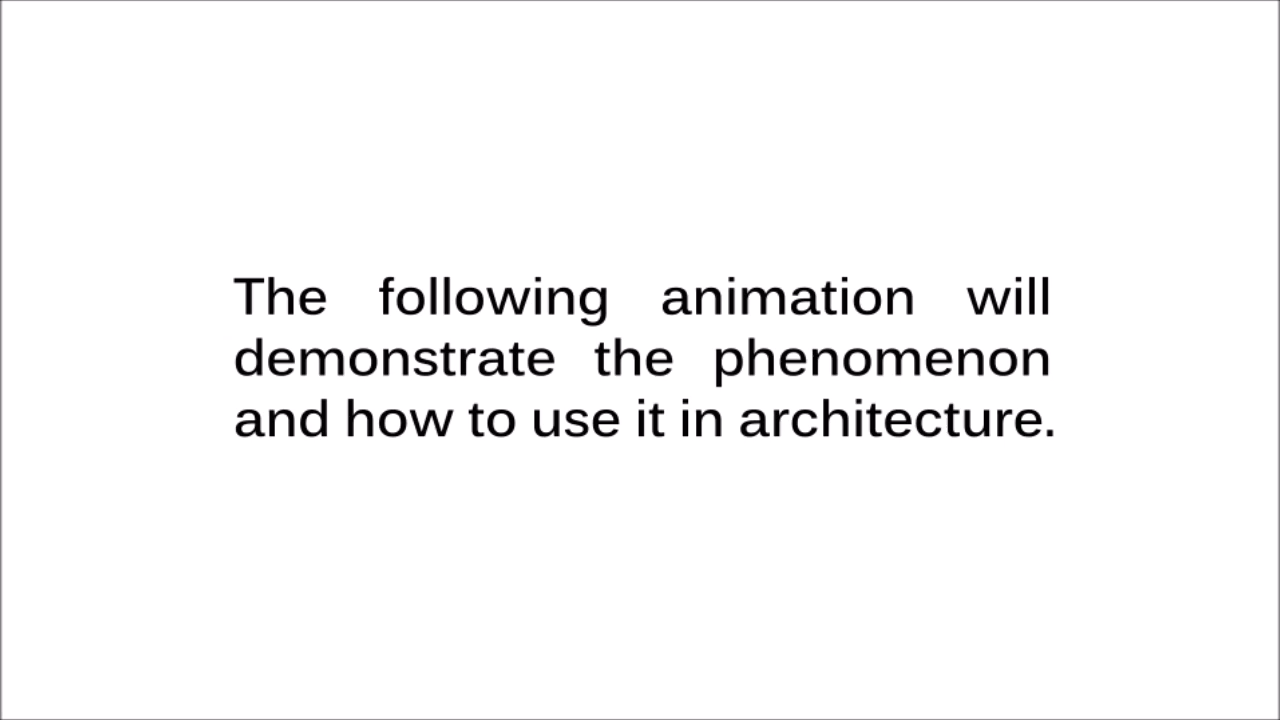 The following animation will
demonstrate the phenomenon
and how to use it in architecture.